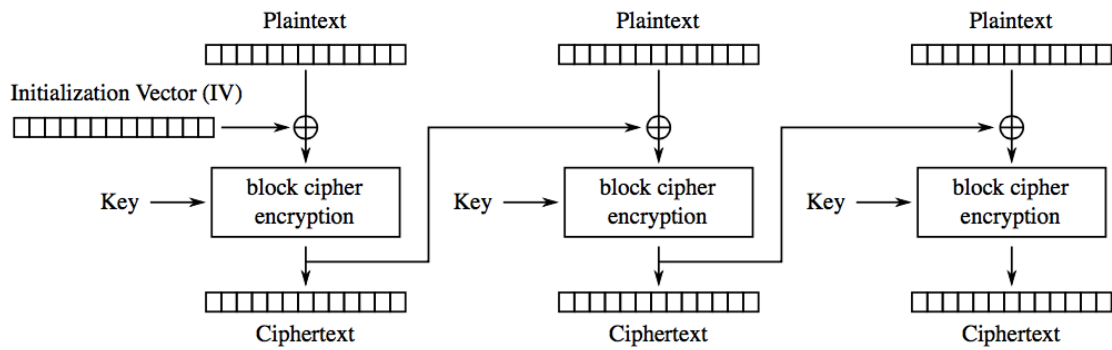 Plaintext
Plaintext
Plaintext
Initialization Vector (IV)
Key
block cipher
encryption
Key
block cipher
encryption
Key
block cipher
encryption
Ciphertext
Ciphertext
Ciphertext